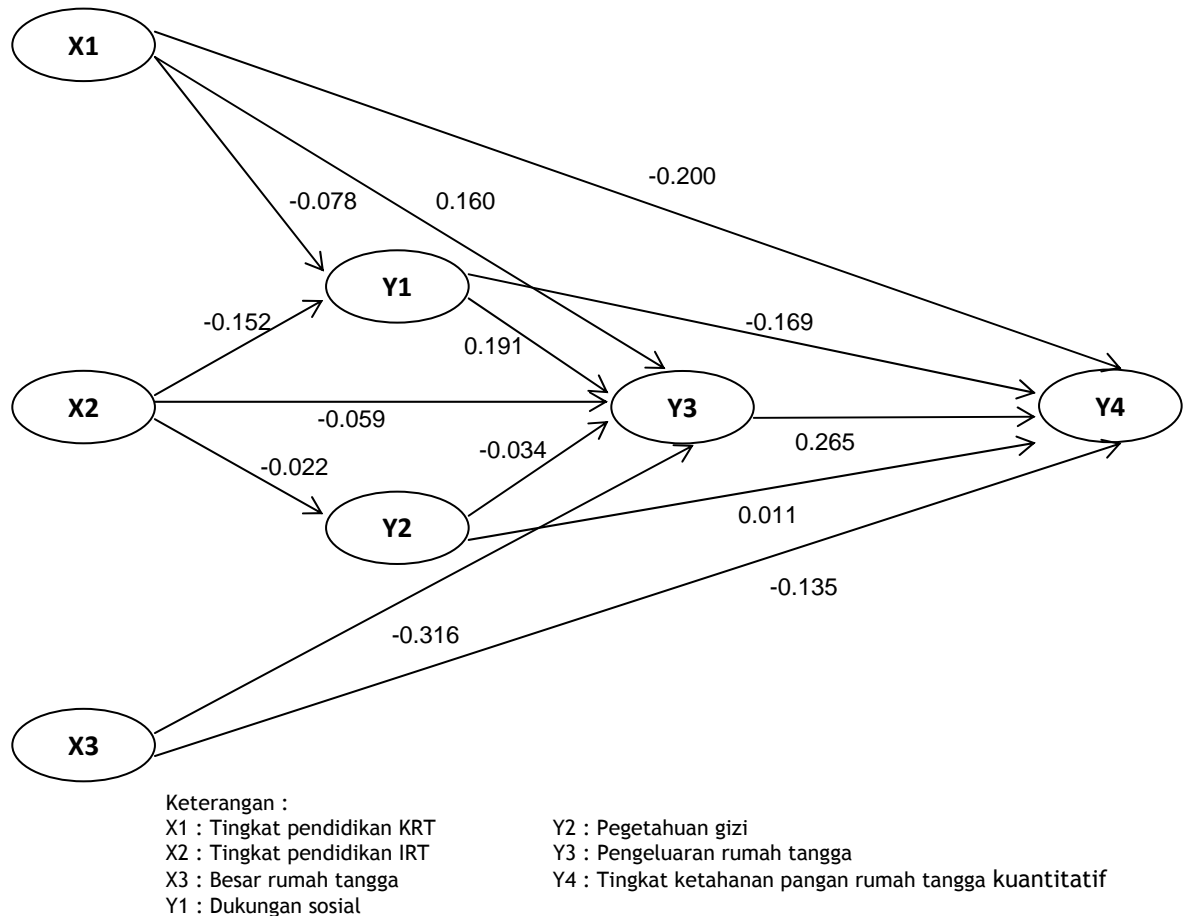 X1
-0.200
-0.078
0.160
Y1
-0.152
-0.169
0.191
X2
Y3
Y4
-0.059
-0.034
0.265
-0.022
Y2
0.011
-0.135
-0.316
X3
Keterangan :
X1 : Tingkat pendidikan KRT
X2 : Tingkat pendidikan IRT
X3 : Besar rumah tangga
Y1 : Dukungan sosial
Y2 : Pegetahuan gizi
Y3 : Pengeluaran rumah tangga
Y4 : Tingkat ketahanan pangan rumah tangga kuantitatif